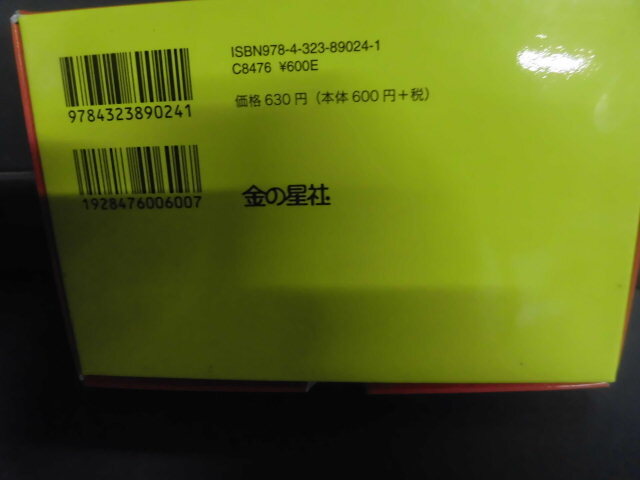 ISBN978-4-323-89024-1
C8476 ¥600E
9784323890241
価格 630 円（本体 600 円＋税）
1928476006007
金の星社